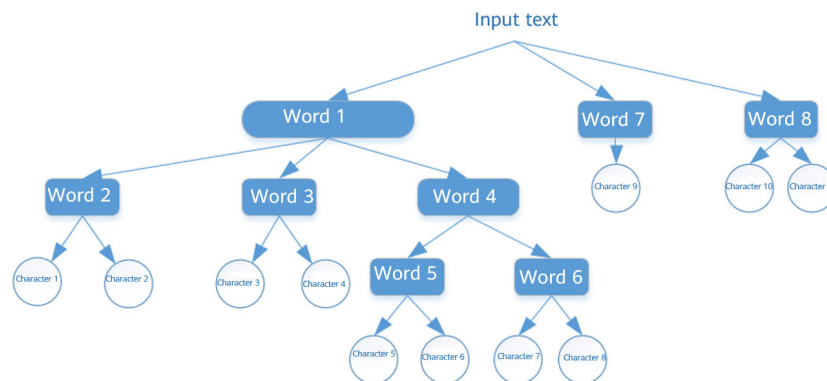 Input text
Word 1
Word 7
Word 8
Word 2
Word 3
Word 4
Character 9
Character 10
Character
Word 5
Word 6
Character 1
Character 2
Character 3
Character 4
Character 5
Character 6
Character 7
Character 8